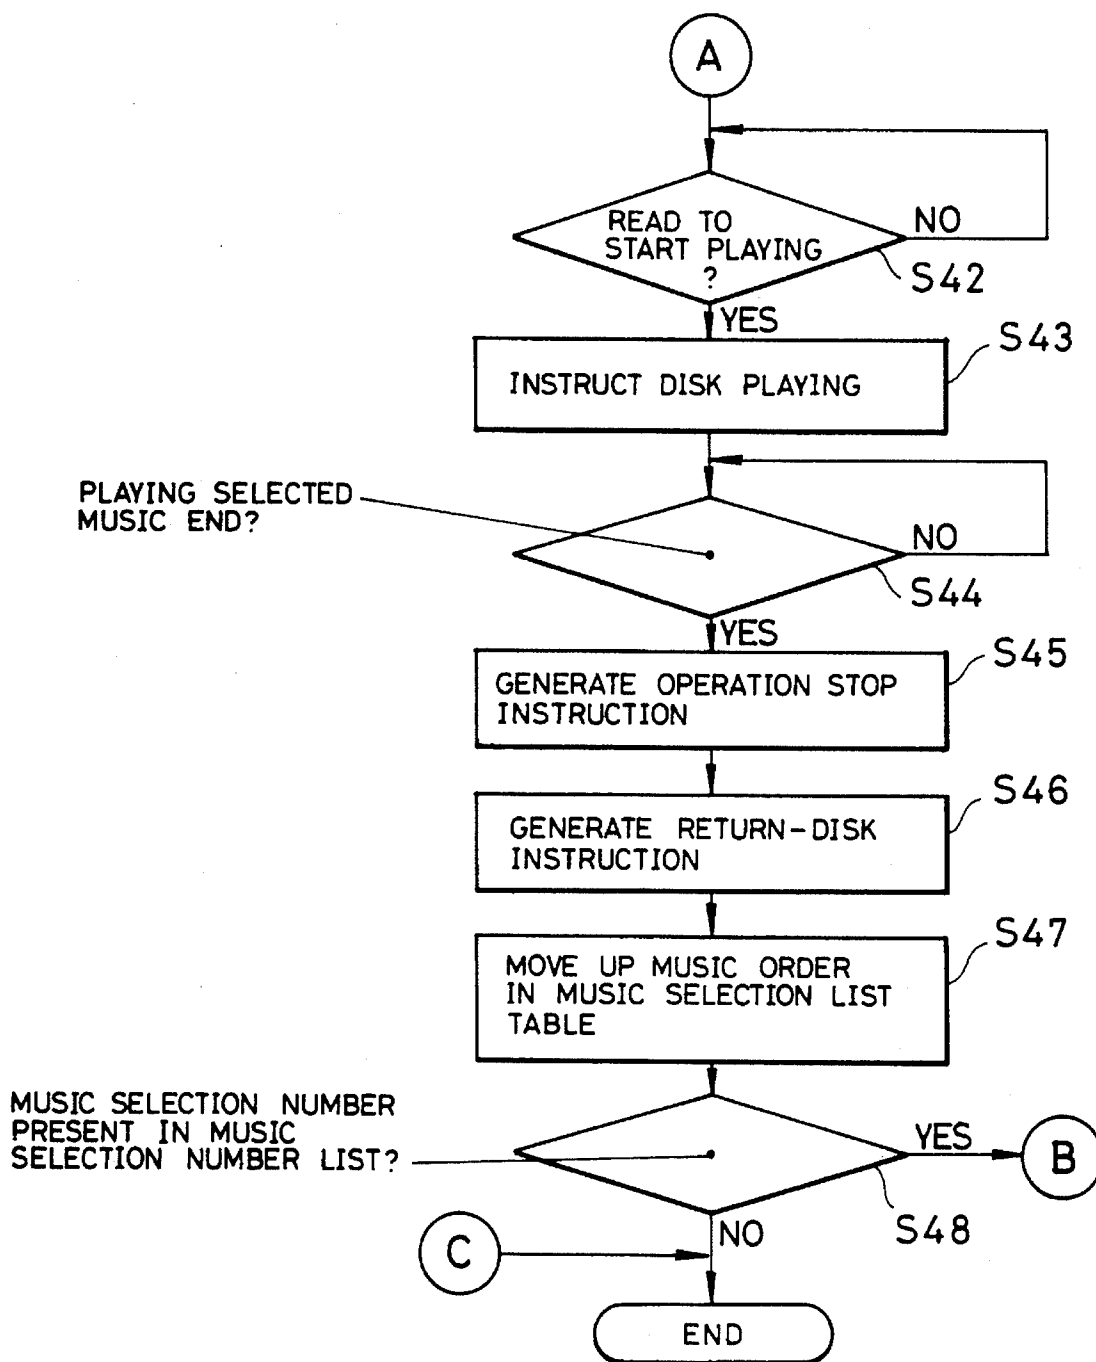 A
READ TO
START PLAYING
?
NO
S42
YES
S43
INSTRUCT DISK PLAYING
PLAYING SELECTED
MUSIC END?
NO
S44
YES
S45
GENERATE OPERATION STOP
INSTRUCTION
S46
GENERATE RETURN-DISK
INSTRUCTION
S47
MOVE UP MUSIC ORDER
IN MUSIC SELECTION LIST
TABLE
MUSIC SELECTION NUMBER
PRESENT IN MUSIC
SELECTION NUMBER LIST?
YES
B
S48
NO
C
END